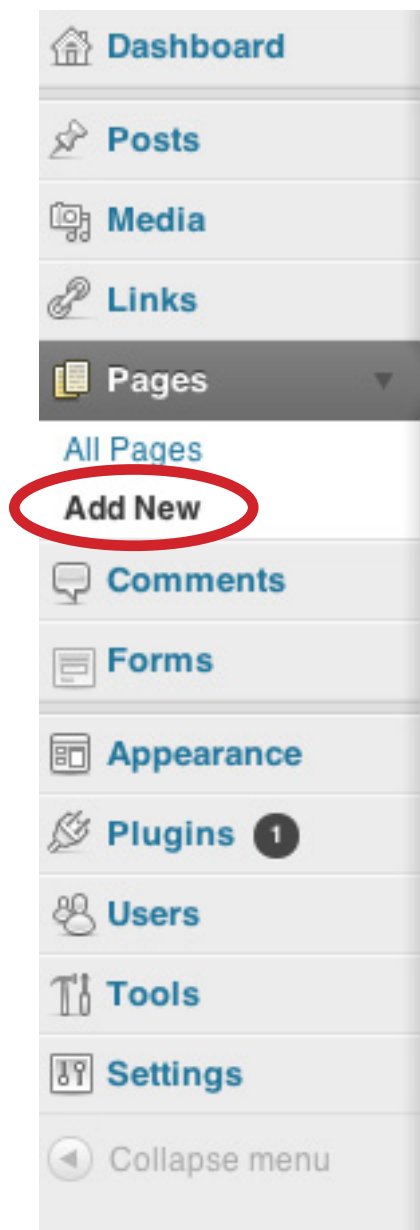 Dashboard
Posts
Media
Links
Pages
All Pages
Add New
Comments
Forms
Appearance
Plugins 1
Users
Tools
Settings
Collapse menu